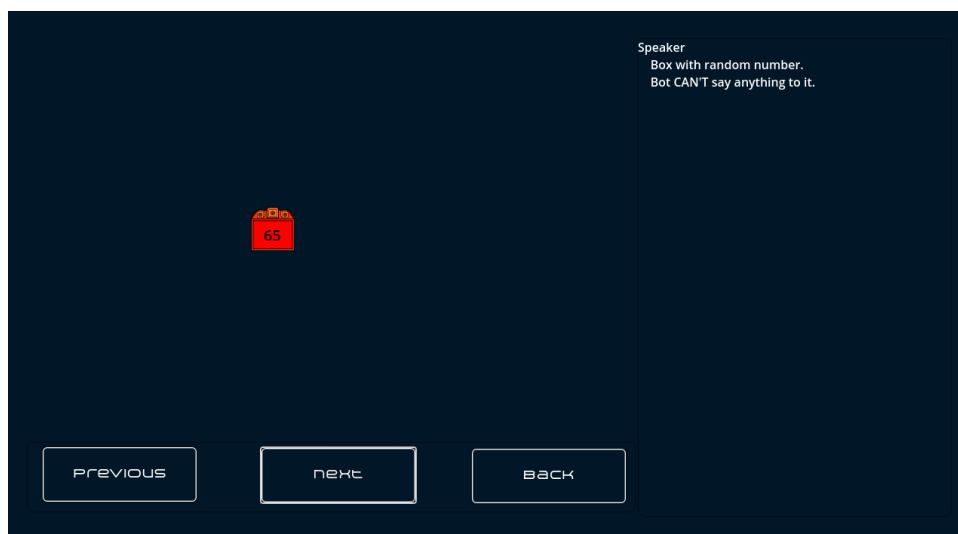 Speaker
Box with random number.
Bot CAN'T say anything to it.
65
Previous
Next
Back